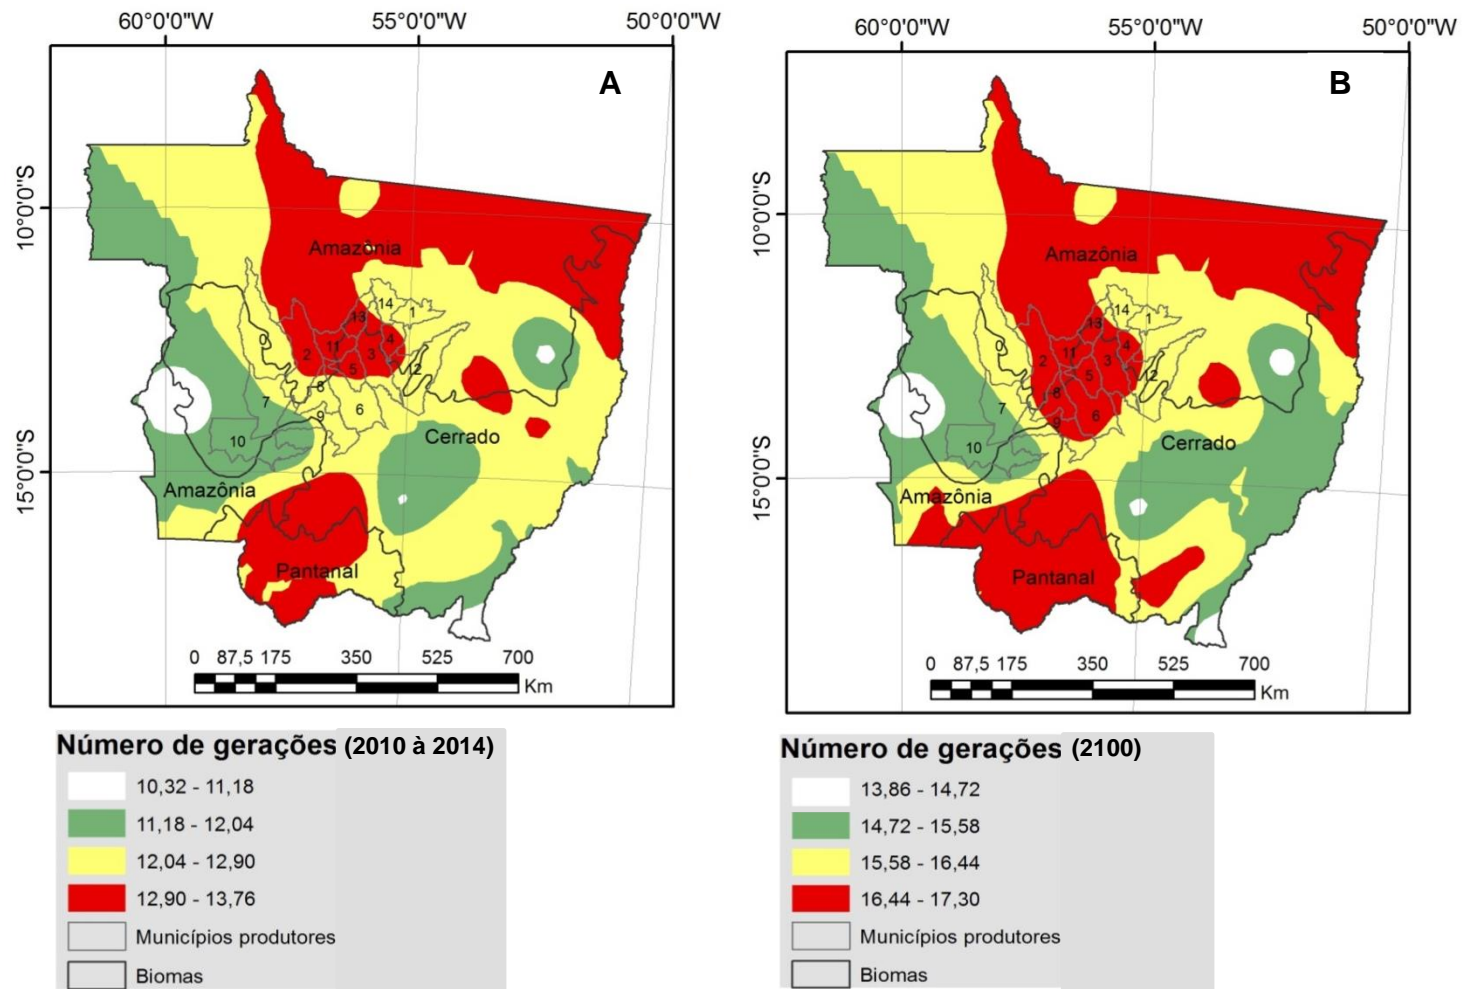 60°0'0"W 55°0'0"W 50°0'0"W
A
10°0'0"S
15°0'0"S
Amazônia
14
1
13
0
2
11
3
4
5
12
8
7
9
6
10
Cerrado
Amazônia
Pantanal
0 87,5 175 350 525 700
Km
Número de gerações (2010 à 2014)
10,32 - 11,18
11,18 - 12,04
12,04 - 12,90
12,90 - 13,76
Municípios produtores
Biomas
60°0'0"W 55°0'0"W 50°0'0"W
B
10°0'0"S
15°0'0"S
Amazônia
14
1
13
0
2
11
3
4
5
12
8
7
9
6
10
Cerrado
Amazônia
Pantanal
0 87,5 175 350 525 700
Km
Número de gerações (2100)
13,86 - 14,72
14,72 - 15,58
15,58 - 16,44
16,44 - 17,30
Municípios produtores
Biomas